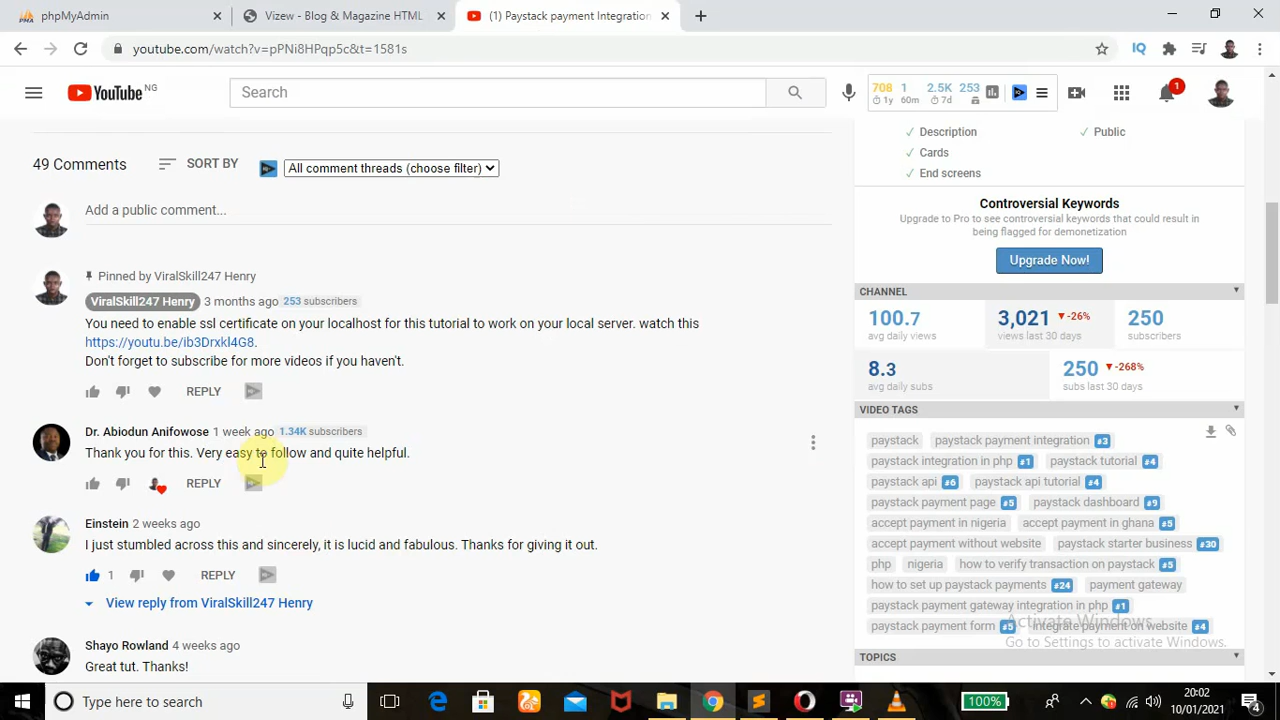 phpMyAdmin
Vizew - Blog & Magazine HTML
(1) Paystack payment Integration
youtube.com/watch?v=pPNi8HPqp5c&t=1581s
IQ
YouTube NG
Search
708 1 2.5K 253
1y 60m 7d
1
49 Comments
SORT BY
All comment threads (choose filter)
Add a public comment...
Pinned by ViralSkill247 Henry
ViralSkill247 Henry 3 months ago 253 subscribers
You need to enable ssl certificate on your localhost for this tutorial to work on your local server. watch this
https://youtu.be/ib3Drxkl4G8.
Don't forget to subscribe for more videos if you haven't.
REPLY
Dr. Abiodun Anifowose 1 week ago 1.34K subscribers
Thank you for this. Very easy to follow and quite helpful.
REPLY
Einstein 2 weeks ago
I just stumbled across this and sincerely, it is lucid and fabulous. Thanks for giving it out.
1 REPLY
View reply from ViralSkill247 Henry
Shayo Rowland 4 weeks ago
Great tut. Thanks!
✓ Description ✓ Public
✓ Cards
✓ End screens
Controversial Keywords
Upgrade to Pro to see controversial keywords that could result in
being flagged for demonetization
Upgrade Now!
CHANNEL
100.7 3,021 ▼-26% 250
avg daily views views last 30 days subscribers
8.3 250 ▼-268%
avg daily subs subs last 30 days
VIDEO TAGS
paystack paystack payment integration #3
paystack integration in php #1 paystack tutorial #4
paystack api #6 paystack api tutorial #4
paystack payment page #5 paystack dashboard #9
accept payment in nigeria accept payment in ghana #5
accept payment without website paystack starter business #30
php nigeria how to verify transaction on paystack #5
how to set up paystack payments #24 payment gateway
paystack payment gateway integration in php #1
paystack payment form #5 integrate payment on website #4
Activate Windows
Go to Settings to activate Windows.
TOPICS
Type here to search
100%
20:02
10/01/2021
4